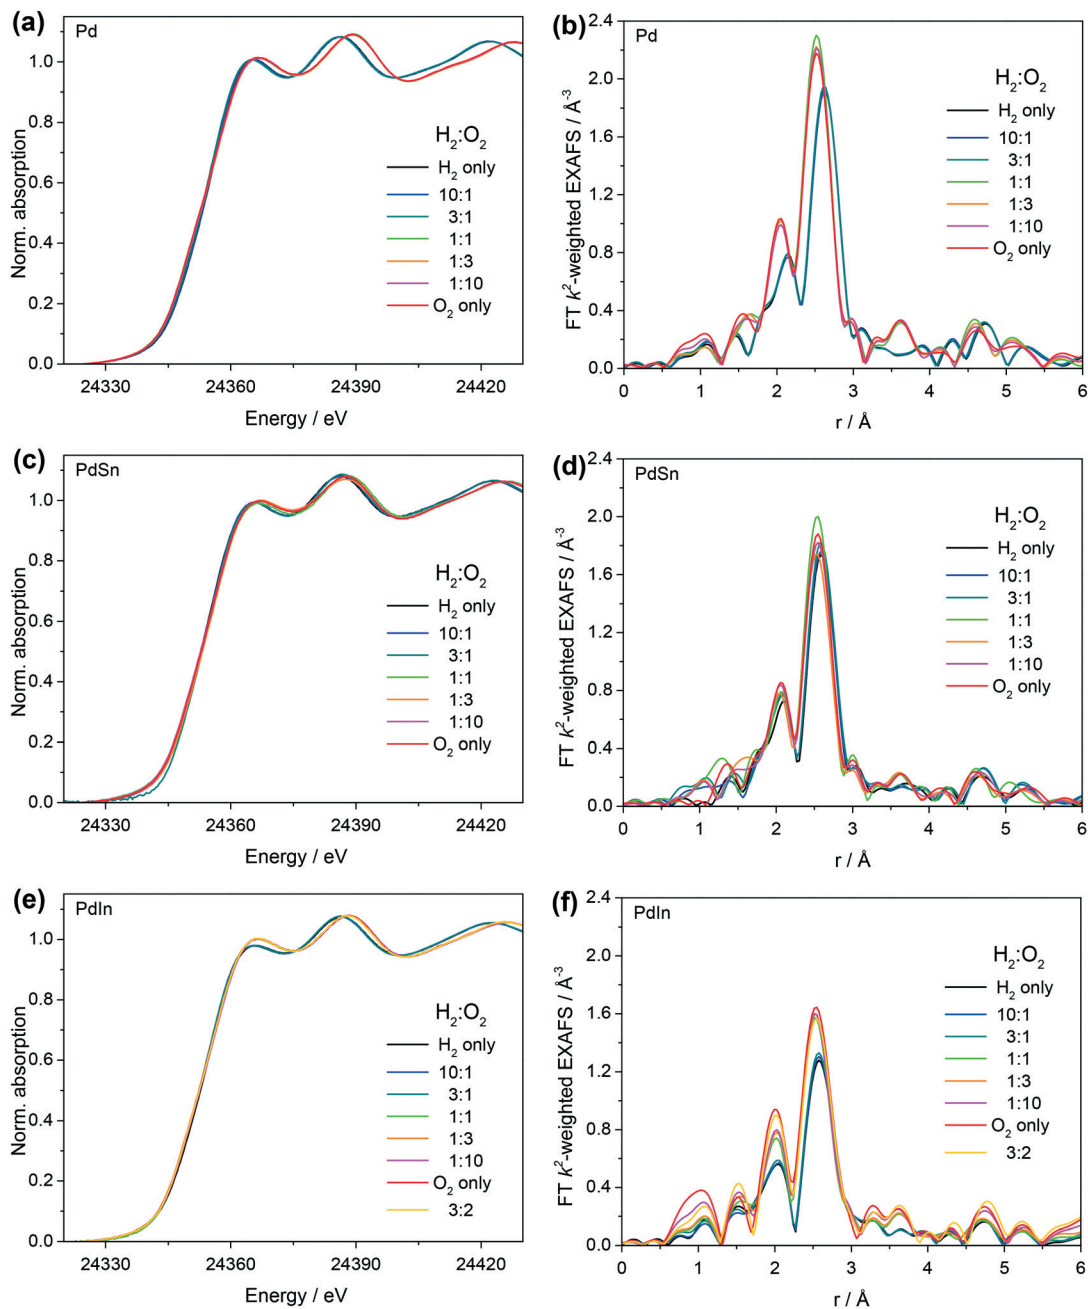 (a)
Pd
Norm. absorption
1.0
0.8
0.6
0.4
0.2
0.0
H₂:O₂
H₂ only
10:1
3:1
1:1
1:3
1:10
O₂ only
24330 24360 24390 24420
Energy / eV
(b)
Pd
FT k²-weighted EXAFS / Å⁻³
2.4
2.0
1.6
1.2
0.8
0.4
0.0
H₂:O₂
H₂ only
10:1
3:1
1:1
1:3
1:10
O₂ only
0 1 2 3 4 5 6
r / Å
(c)
PdSn
Norm. absorption
1.0
0.8
0.6
0.4
0.2
0.0
H₂:O₂
H₂ only
10:1
3:1
1:1
1:3
1:10
O₂ only
24330 24360 24390 24420
Energy / eV
(d)
PdSn
FT k²-weighted EXAFS / Å⁻³
2.4
2.0
1.6
1.2
0.8
0.4
0.0
H₂:O₂
H₂ only
10:1
3:1
1:1
1:3
1:10
O₂ only
0 1 2 3 4 5 6
r / Å
(e)
PdIn
Norm. absorption
1.0
0.8
0.6
0.4
0.2
0.0
H₂:O₂
H₂ only
10:1
3:1
1:1
1:3
1:10
O₂ only
3:2
24330 24360 24390 24420
Energy / eV
(f)
PdIn
FT k²-weighted EXAFS / Å⁻³
2.4
2.0
1.6
1.2
0.8
0.4
0.0
H₂:O₂
H₂ only
10:1
3:1
1:1
1:3
1:10
O₂ only
3:2
0 1 2 3 4 5 6
r / Å